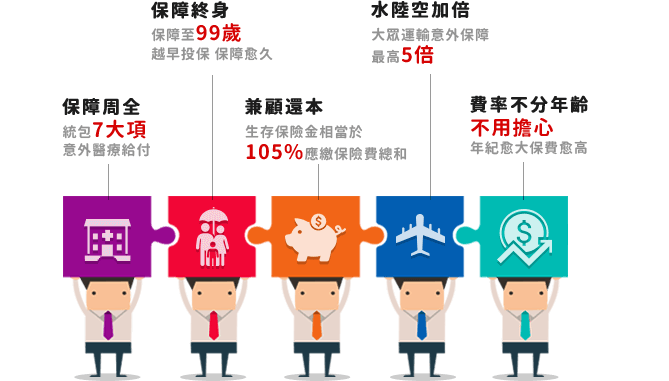 保障周全
統包7大項
意外醫療給付
保障終身
保障至99歲
越早投保 保障愈久
兼顧還本
生存保險金相當於
105%應繳保險費總和
水陸空加倍
大眾運輸意外保障
最高5倍
費率不分年齡
不用擔心
年紀愈大保費愈高
$
$